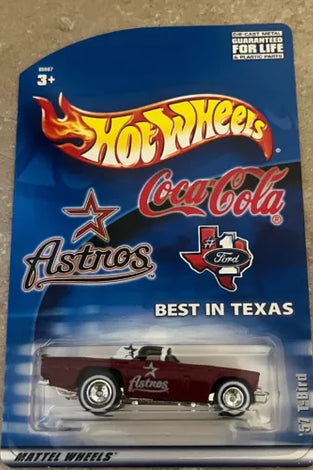 DIE-CAST METAL
GUARANTEED
FOR LIFE
& PLASTIC PARTS
3+
HOT WHEELS
Coca-Cola
®
Astros
#1
Ford
BEST IN TEXAS
Astros
'57 T-Bird
MATTEL WHEELS